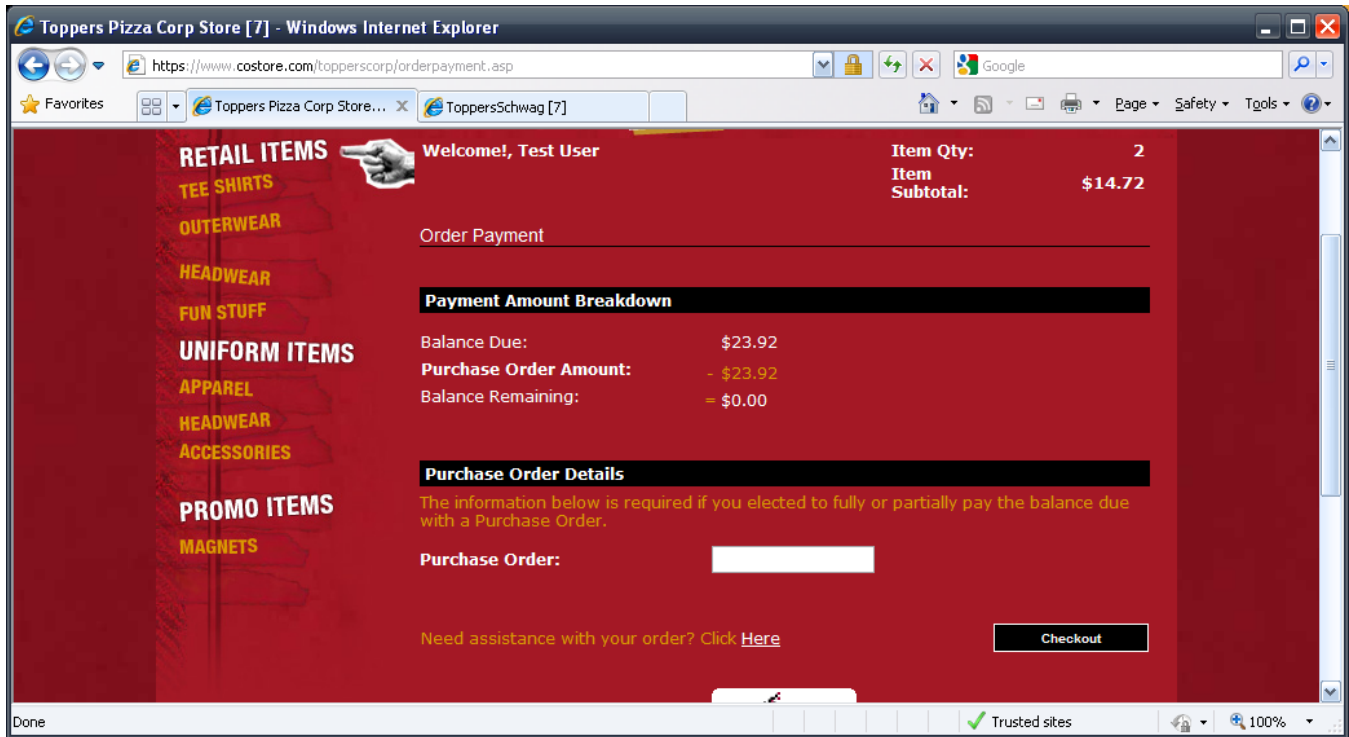 Toppers Pizza Corp Store [7] - Windows Internet Explorer
https://www.costore.com/topperscorp/orderpayment.asp
Google
Favorites
Toppers Pizza Corp Store...
ToppersSchwag [7]
Page
Safety
Tools
RETAIL ITEMS
TEE SHIRTS
OUTERWEAR
HEADWEAR
FUN STUFF
UNIFORM ITEMS
APPAREL
HEADWEAR
ACCESSORIES
PROMO ITEMS
MAGNETS
Welcome!, Test User
Item Qty: 2
Item
Subtotal: $14.72
Order Payment
Payment Amount Breakdown
Balance Due: $23.92
Purchase Order Amount: - $23.92
Balance Remaining: = $0.00
Purchase Order Details
The information below is required if you elected to fully or partially pay the balance due
with a Purchase Order.
Purchase Order:
Need assistance with your order? Click Here
Checkout
Done
Trusted sites
100%